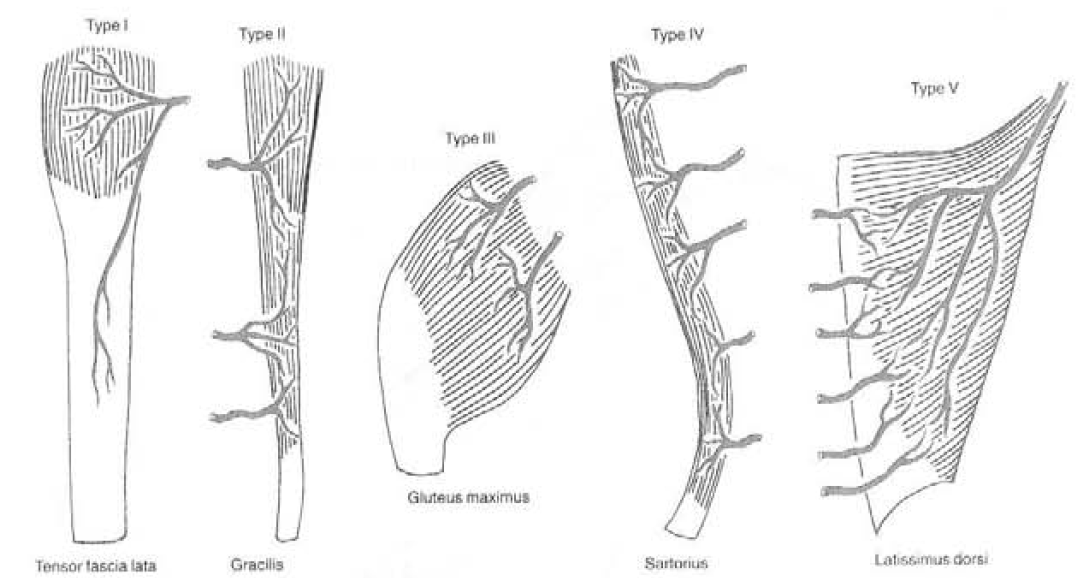 Type I
Type II
Type III
Type IV
Type V
Tensor fascia lata
Gracilis
Gluteus maximus
Sartorius
Latissimus dorsi